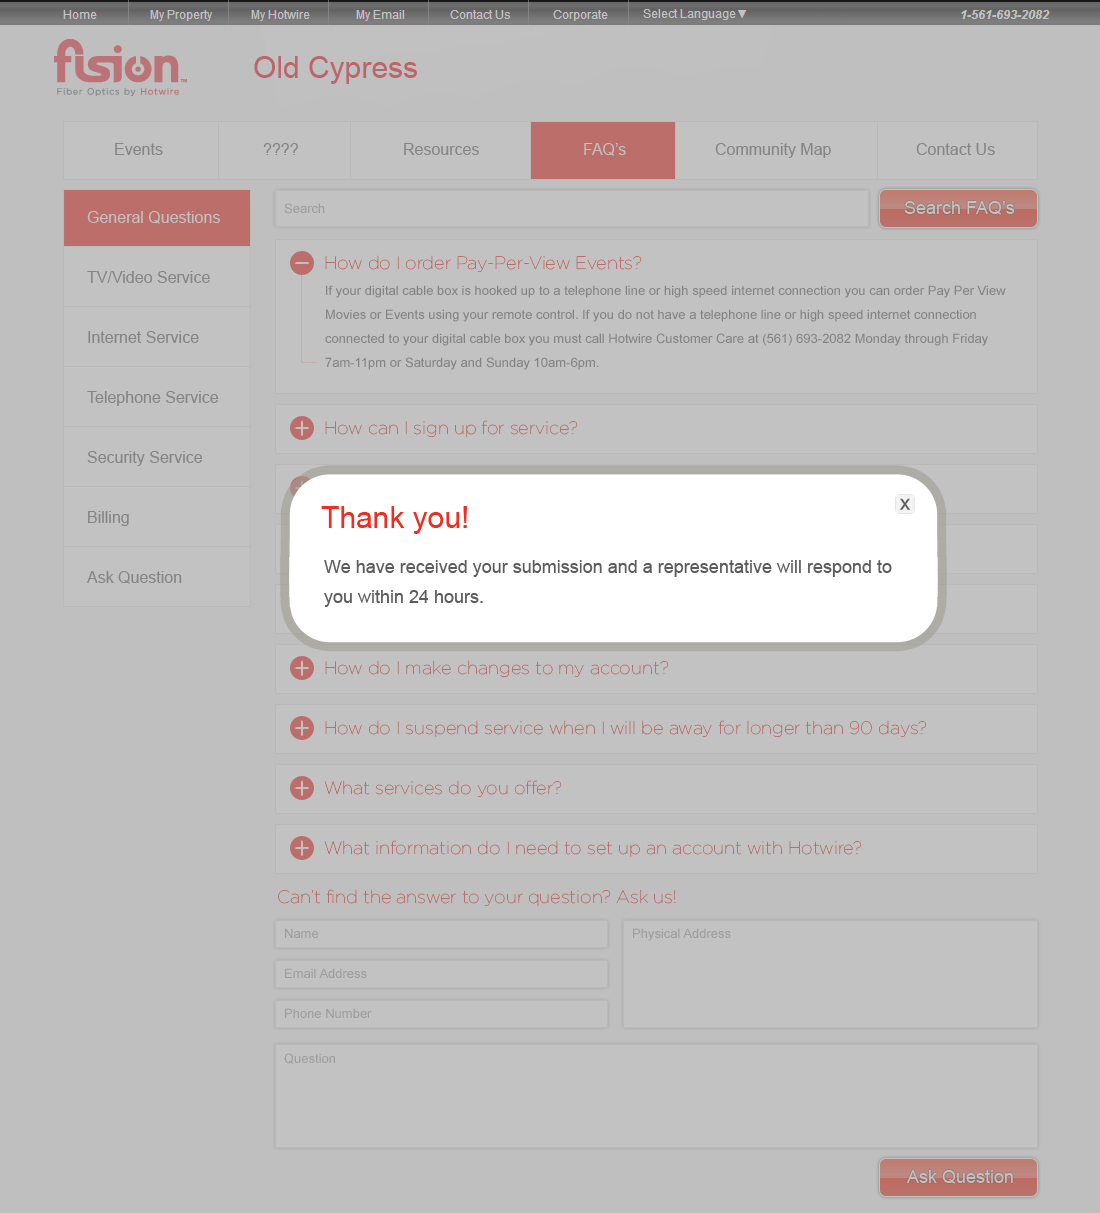 Home My Property My Hotwire My Email Contact Us Corporate Select Language▼ 1-561-693-2082
fision™
Fiber Optics by Hotwire
Old Cypress
Events ???? Resources FAQ's Community Map Contact Us
General Questions
TV/Video Service
Internet Service
Telephone Service
Security Service
Billing
Ask Question
Search
Search FAQ's
How do I order Pay-Per-View Events?
If your digital cable box is hooked up to a telephone line or high speed internet connection you can order Pay Per View
Movies or Events using your remote control. If you do not have a telephone line or high speed internet connection
connected to your digital cable box you must call Hotwire Customer Care at (561) 693-2082 Monday through Friday
7am-11pm or Saturday and Sunday 10am-6pm.
How can I sign up for service?
Thank you!
X
We have received your submission and a representative will respond to
you within 24 hours.
How do I make changes to my account?
How do I suspend service when I will be away for longer than 90 days?
What services do you offer?
What information do I need to set up an account with Hotwire?
Can't find the answer to your question? Ask us!
Name
Email Address
Phone Number
Physical Address
Question
Ask Question